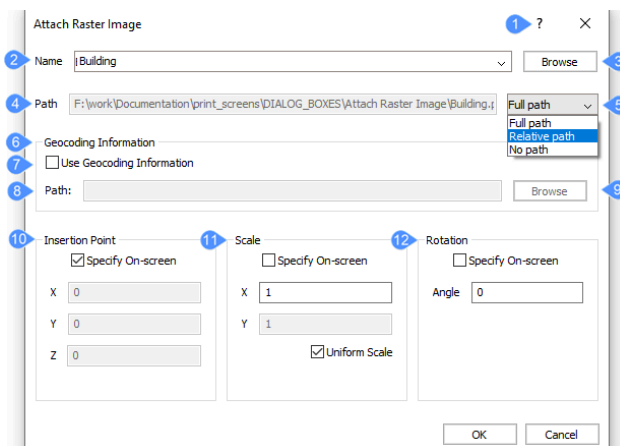 Attach Raster Image 1 ?
2 Name Building Browse 3
4 Path F:\work\Documentation\print_screens\DIALOG_BOXES\Attach Raster Image\Building.p Full path 5
Full path
Relative path
No path
6 Geocoding Information
7 Use Geocoding Information
8 Path: Browse 9
10 Insertion Point 11 Scale 12 Rotation
Specify On-screen Specify On-screen Specify On-screen
X 0 X 1 Angle 0
Y 0 Y 1
Z 0 Uniform Scale
OK Cancel